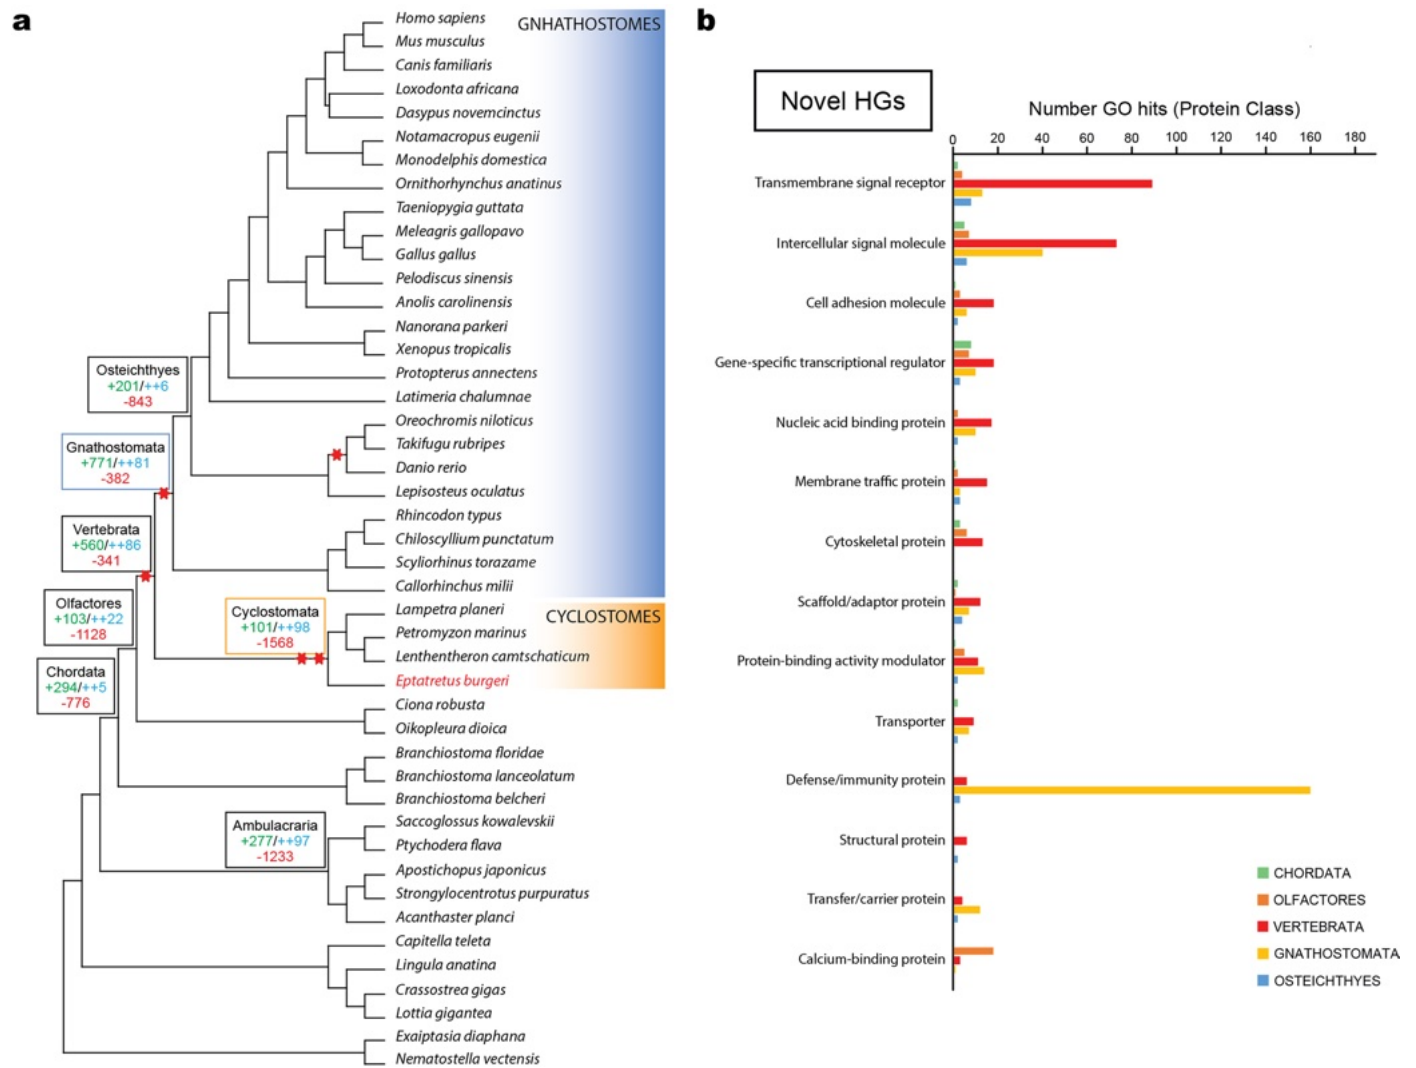 a
GNHATHOSTOMES
Homo sapiens
Mus musculus
Canis familiaris
Loxodonta africana
Dasypus novemcinctus
Notamacropus eugenii
Monodelphis domestica
Ornithorhynchus anatinus
Taeniopygia guttata
Meleagris gallopavo
Gallus gallus
Pelodiscus sinensis
Anolis carolinensis
Nanorana parkeri
Xenopus tropicalis
Protopterus annectens
Latimeria chalumnae
Oreochromis niloticus
Takifugu rubripes
Danio rerio
Lepisosteus oculatus
Rhincodon typus
Chiloscyllium punctatum
Scyliorhinus torazame
Callorhinchus milii
CYCLOSTOMES
Lampetra planeri
Petromyzon marinus
Lenthentheron camtschaticum
Eptatretus burgeri
Ciona robusta
Oikopleura dioica
Branchiostoma floridae
Branchiostoma lanceolatum
Branchiostoma belcheri
Saccoglossus kowalevskii
Ptychodera flava
Apostichopus japonicus
Strongylocentrotus purpuratus
Acanthaster planci
Capitella teleta
Lingula anatina
Crassostrea gigas
Lottia gigantea
Exaiptasia diaphana
Nematostella vectensis
Osteichthyes
+201/++6
-843
Gnathostomata
+771/++81
-382
Vertebrata
+560/++86
-341
Olfactores
+103/++22
-1128
Chordata
+294/++5
-776
Cyclostomata
+101/++98
-1568
Ambulacraria
+277/++97
-1233
b
Novel HGs
Number GO hits (Protein Class)
0 20 40 60 80 100 120 140 160 180
Transmembrane signal receptor
Intercellular signal molecule
Cell adhesion molecule
Gene-specific transcriptional regulator
Nucleic acid binding protein
Membrane traffic protein
Cytoskeletal protein
Scaffold/adaptor protein
Protein-binding activity modulator
Transporter
Defense/immunity protein
Structural protein
Transfer/carrier protein
Calcium-binding protein
CHORDATA
OLFACTORES
VERTEBRATA
GNATHOSTOMATA
OSTEICHTHYES